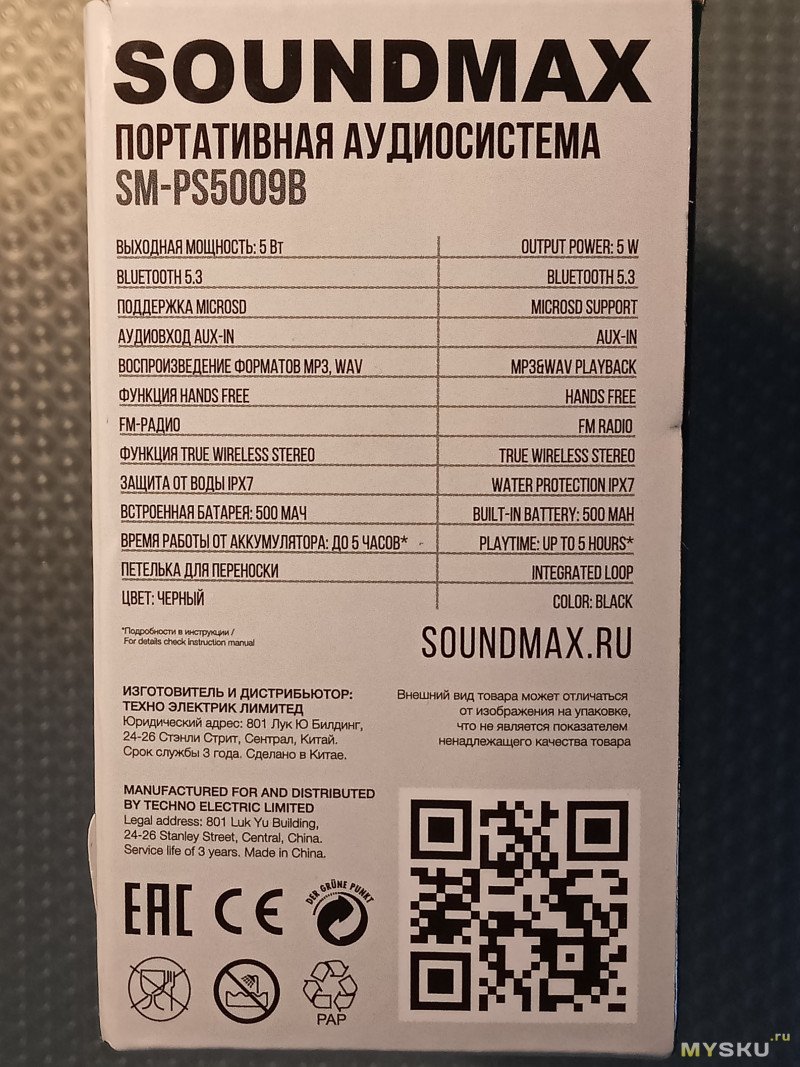 SOUNDMAX
ПОРТАТИВНАЯ АУДИОСИСТЕМА
SM-PS5009B
ВЫХОДНАЯ МОЩНОСТЬ: 5 Вт OUTPUT POWER: 5 W
BLUETOOTH 5.3 BLUETOOTH 5.3
ПОДДЕРЖКА MICROSD MICROSD SUPPORT
АУДИОВХОД AUX-IN AUX-IN
ВОСПРОИЗВЕДЕНИЕ ФОРМАТОВ MP3, WAV MP3&WAV PLAYBACK
ФУНКЦИЯ HANDS FREE HANDS FREE
FM-РАДИО FM RADIO
ФУНКЦИЯ TRUE WIRELESS STEREO TRUE WIRELESS STEREO
ЗАЩИТА ОТ ВОДЫ IPX7 WATER PROTECTION IPX7
ВСТРОЕННАЯ БАТАРЕЯ: 500 МАЧ BUILT-IN BATTERY: 500 MAH
ВРЕМЯ РАБОТЫ ОТ АККУМУЛЯТОРА: ДО 5 ЧАСОВ* PLAYTIME: UP TO 5 HOURS*
ПЕТЕЛЬКА ДЛЯ ПЕРЕНОСКИ INTEGRATED LOOP
ЦВЕТ: ЧЕРНЫЙ COLOR: BLACK
*Подробности в инструкции /
For details check instruction manual
SOUNDMAX.RU
ИЗГОТОВИТЕЛЬ И ДИСТРИБЬЮТОР:
ТЕХНО ЭЛЕКТРИК ЛИМИТЕД
Юридический адрес: 801 Лук Ю Билдинг,
24-26 Стэнли Стрит, Сентрал, Китай.
Срок службы 3 года. Сделано в Китае.
Внешний вид товара может отличаться
от изображения на упаковке,
что не является показателем
ненадлежащего качества товара
MANUFACTURED FOR AND DISTRIBUTED
BY TECHNO ELECTRIC LIMITED
Legal address: 801 Luk Yu Building,
24-26 Stanley Street, Central, China.
Service life of 3 years. Made in China.
EAC CE DER GRÜNE PUNKT
PAP
MYSKU.ru